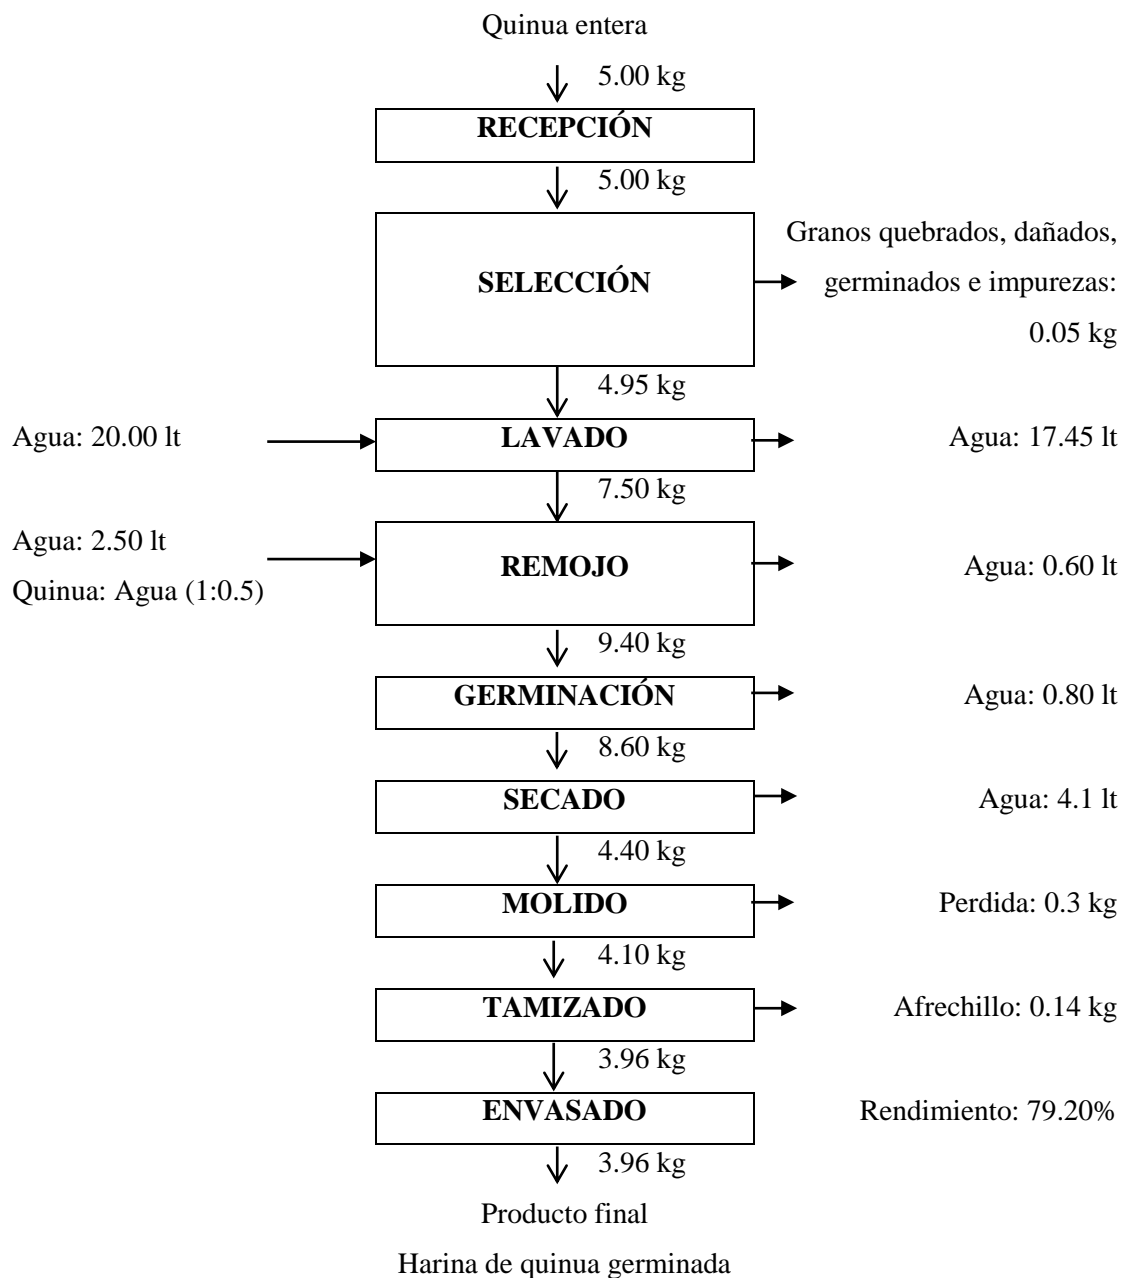 Quinua entera
5.00 kg
RECEPCIÓN
5.00 kg
SELECCIÓN
Granos quebrados, dañados,
germinados e impurezas:
0.05 kg
4.95 kg
Agua: 20.00 lt
LAVADO
Agua: 17.45 lt
7.50 kg
Agua: 2.50 lt
Quinua: Agua (1:0.5)
REMOJO
Agua: 0.60 lt
9.40 kg
GERMINACIÓN
Agua: 0.80 lt
8.60 kg
SECADO
Agua: 4.1 lt
4.40 kg
MOLIDO
Perdida: 0.3 kg
4.10 kg
TAMIZADO
Afrechillo: 0.14 kg
3.96 kg
ENVASADO
Rendimiento: 79.20%
3.96 kg
Producto final
Harina de quinua germinada